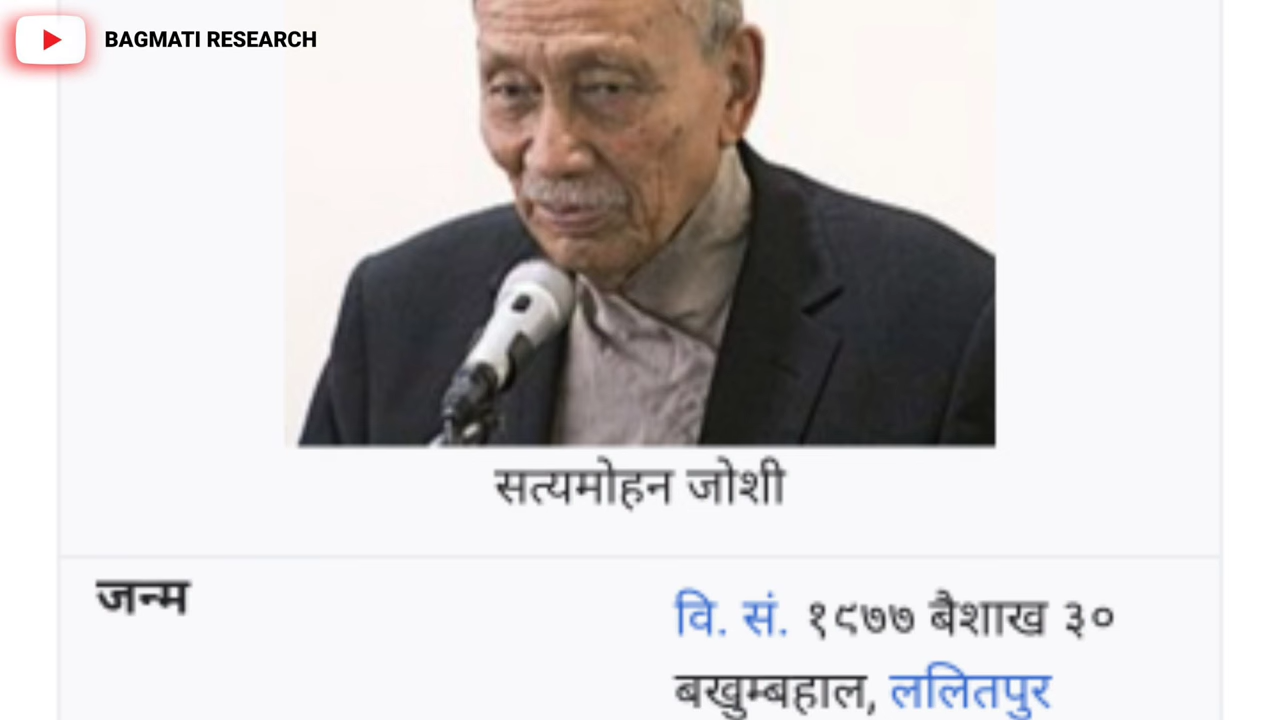 BAGMATI RESEARCH
सत्यमोहन जोशी
जन्म
वि. सं. १९७७ बैशाख ३०
बखुम्बहाल, ललितपुर